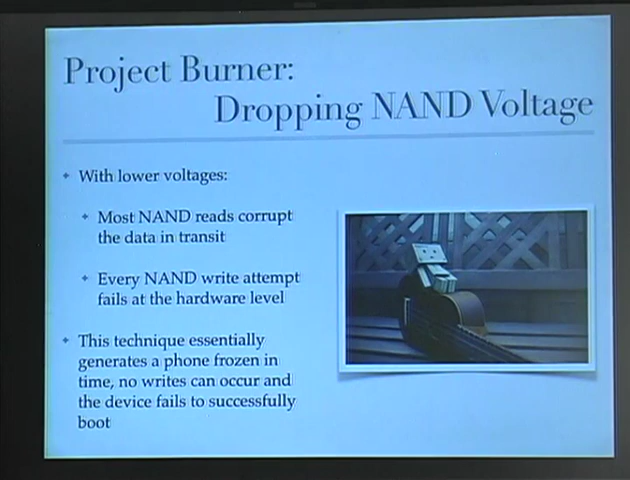 Project Burner:
Dropping NAND Voltage
With lower voltages:
Most NAND reads corrupt
the data in transit
Every NAND write attempt
fails at the hardware level
This technique essentially
generates a phone frozen in
time, no writes can occur and
the device fails to successfully
boot